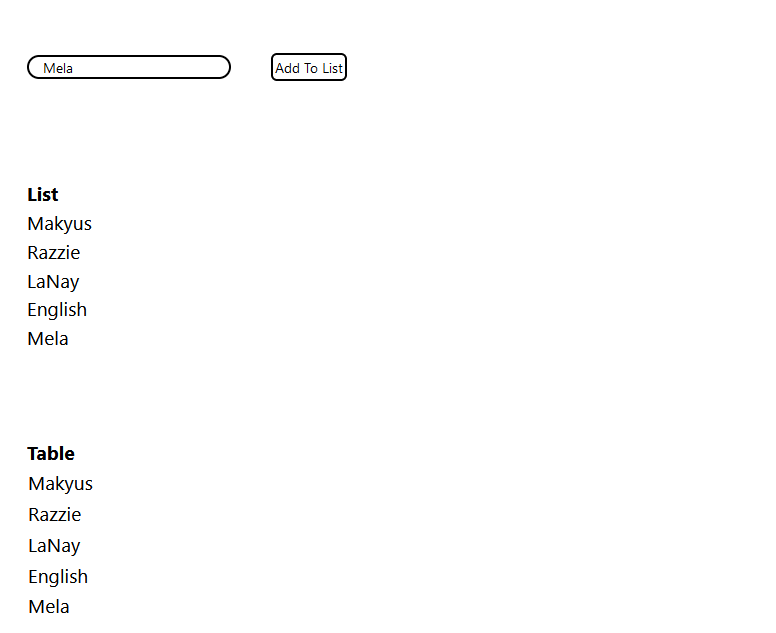 Mela
Add To List
List
Makyus
Razzie
LaNay
English
Mela
Table
Makyus
Razzie
LaNay
English
Mela